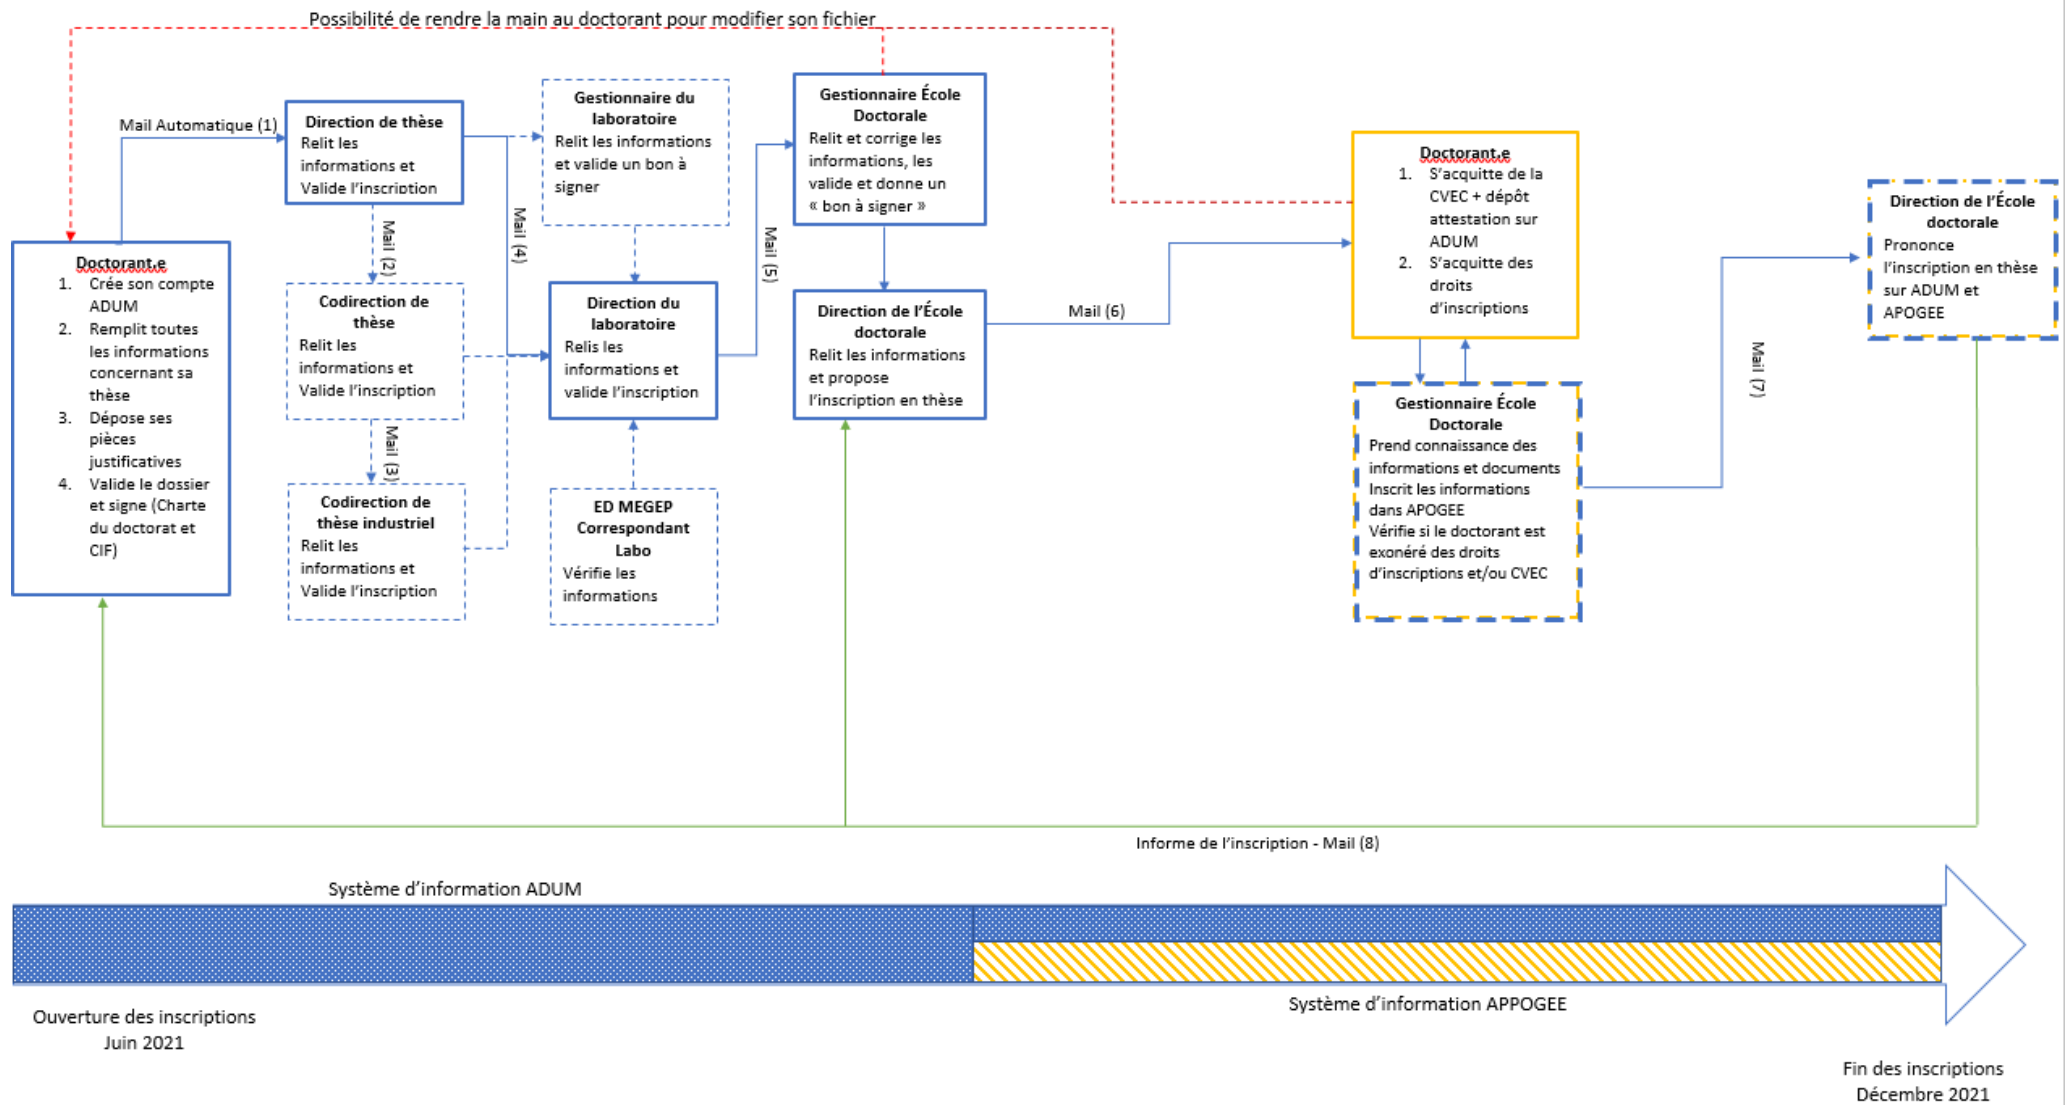 Possibilité de rendre la main au doctorant pour modifier son fichier
Mail Automatique (1)
Doctorant.e
1. Crée son compte
ADUM
2. Remplit toutes
les informations
concernant sa
thèse
3. Dépose ses
pièces
justificatives
4. Valide le dossier
et signe (Charte
du doctorat et
CIF)
Direction de thèse
Relit les
informations et
Valide l'inscription
Mail (2)
Codirection de
thèse
Relit les
informations et
Valide l'inscription
Mail (3)
Codirection de
thèse industriel
Relit les
informations et
Valide l'inscription
Mail (4)
Gestionnaire du
laboratoire
Relit les informations
et valide un bon à
signer
Direction du
laboratoire
Relis les
informations et
valide l'inscription
ED MEGEP
Correspondant
Labo
Vérifie les
informations
Mail (5)
Gestionnaire École
Doctorale
Relit et corrige les
informations, les
valide et donne un
« bon à signer »
Direction de l'École
doctorale
Relit les informations
et propose
l'inscription en thèse
Mail (6)
Doctorant.e
1. S'acquitte de la
CVEC + dépôt
attestation sur
ADUM
2. S'acquitte des
droits
d'inscriptions
Gestionnaire École
Doctorale
Prend connaissance des
informations et documents
Inscrit les informations
dans APOGEE
Vérifie si le doctorant est
exonéré des droits
d'inscriptions et/ou CVEC
Mail (7)
Direction de l'École
doctorale
Prononce
l'inscription en thèse
sur ADUM et
APOGEE
Informe de l'inscription - Mail (8)
Système d'information ADUM
Système d'information APPOGEE
Ouverture des inscriptions
Juin 2021
Fin des inscriptions
Décembre 2021